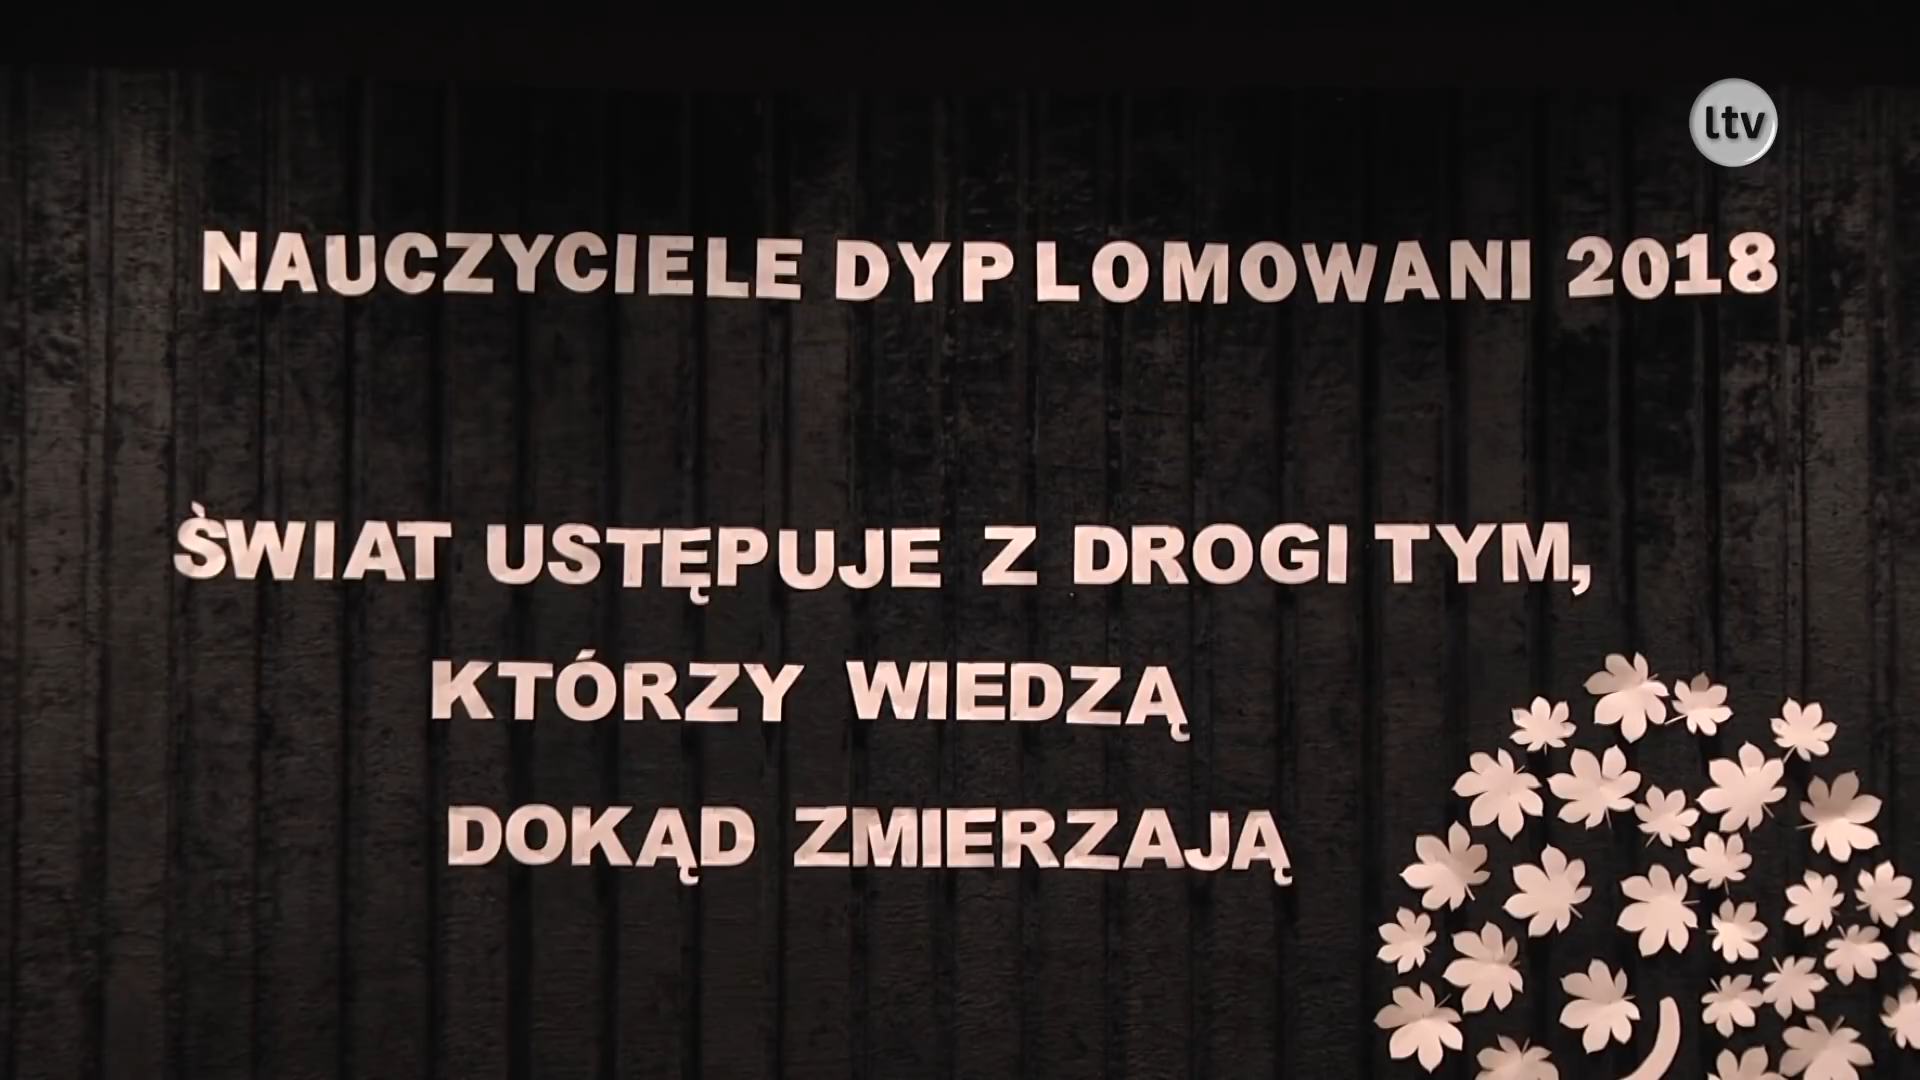 ltv
NAUCZYCIELE DYPLOMOWANI 2018
ŚWIAT USTĘPUJE Z DROGI TYM,
KTÓRZY WIEDZĄ
DOKĄD ZMIERZAJĄ